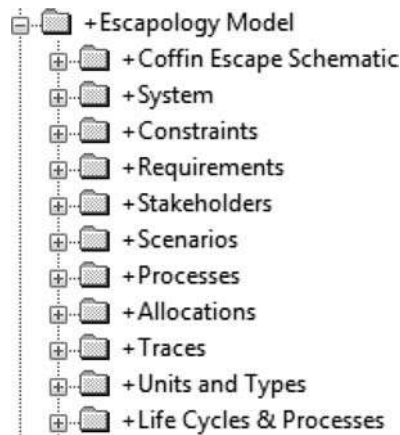 +Escapology Model
+Coffin Escape Schematic
+System
+Constraints
+Requirements
+Stakeholders
+Scenarios
+Processes
+Allocations
+Traces
+Units and Types
+Life Cycles & Processes